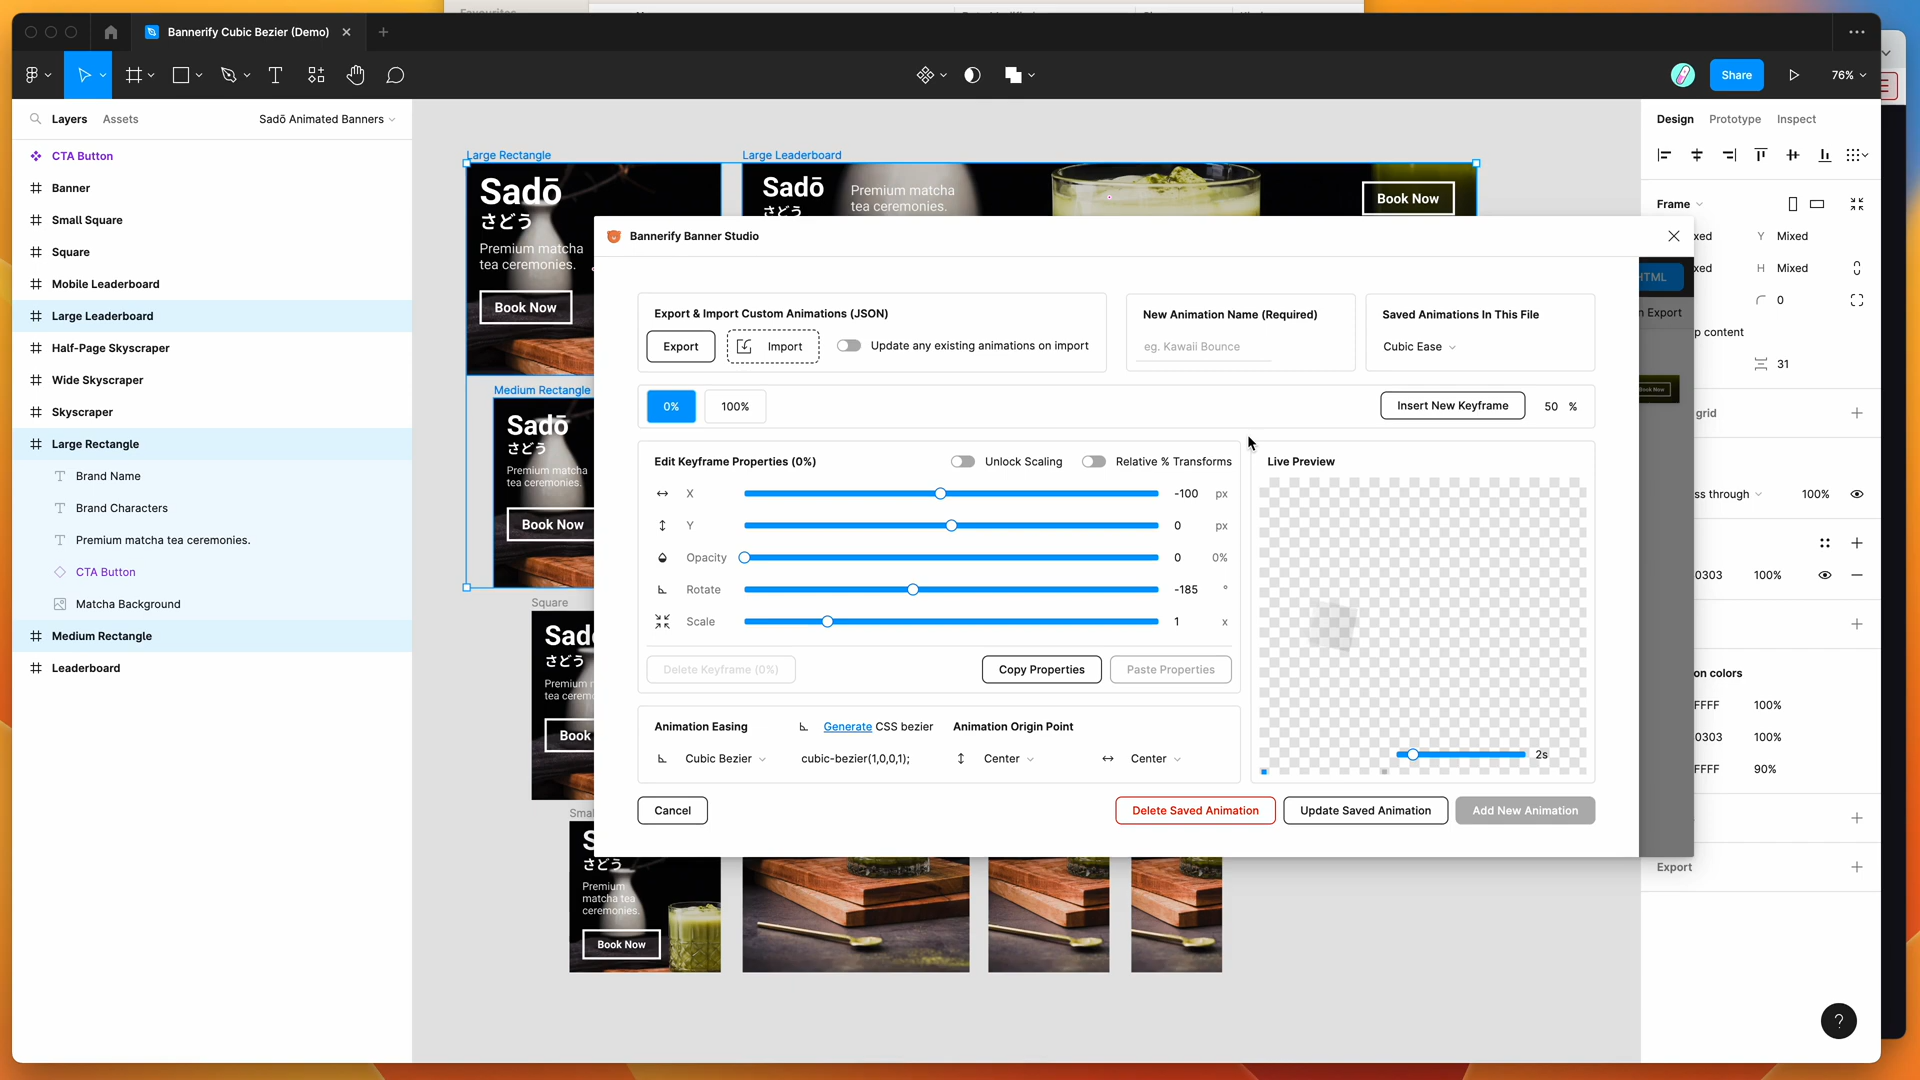 Bannerify Cubic Bezier (Demo)
Share
76%
Layers
Assets
Sadō Animated Banners
CTA Button
Banner
Small Square
Square
Mobile Leaderboard
Large Leaderboard
Half-Page Skyscraper
Wide Skyscraper
Skyscraper
Large Rectangle
Brand Name
Brand Characters
Premium matcha tea ceremonies.
CTA Button
Matcha Background
Medium Rectangle
Leaderboard
Large Rectangle
Sadō
さどう
Premium matcha
tea ceremonies.
Book Now
Large Leaderboard
Sadō
さどう
Premium matcha
tea ceremonies.
Book Now
Medium Rectangle
Sadō
さどう
Premium matcha
tea ceremonies.
Book Now
Square
さどう
Book
さどう
Premium
matcha tea
ceremonies.
Book Now
Bannerify Banner Studio
Export & Import Custom Animations (JSON)
Export
Import
Update any existing animations on import
New Animation Name (Required)
eg. Kawaii Bounce
Saved Animations In This File
Cubic Ease
0%
100%
Insert New Keyframe
50 %
Edit Keyframe Properties (0%)
Unlock Scaling
Relative % Transforms
X
-100 px
Y
0 px
Opacity
0 0%
Rotate
-185 °
Scale
1 x
Delete Keyframe (0%)
Copy Properties
Paste Properties
Live Preview
2s
Animation Easing
Generate CSS bezier
Animation Origin Point
Cubic Bezier
cubic-bezier(1,0,0,1);
Center
Center
Cancel
Delete Saved Animation
Update Saved Animation
Add New Animation
Design
Prototype
Inspect
Frame
Y Mixed
H Mixed
0
content
31
Export
grid
through
100%
0303
100%
colors
FFFF
100%
0303
100%
FFFF
90%
Export
?